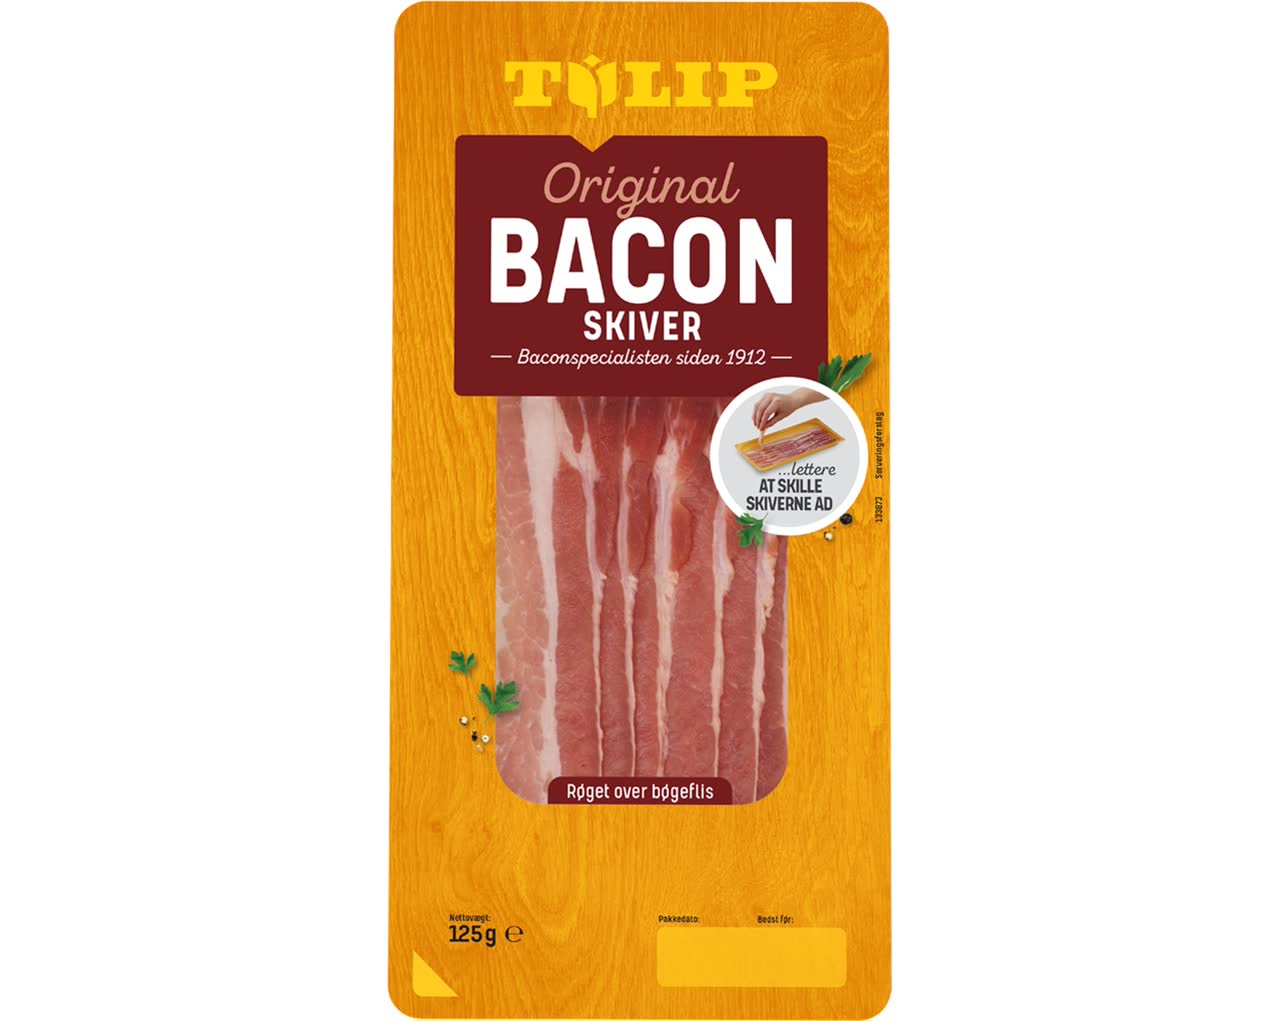 TULIP
Original
BACON
SKIVER
— Baconspecialisten siden 1912 —
...lettere
AT SKILLE
SKIVERNE AD
133873 Serveringsforslag
Røget over bøgeflis
Nettovægt:
125g ℮
Pakkedato: Bedst før: